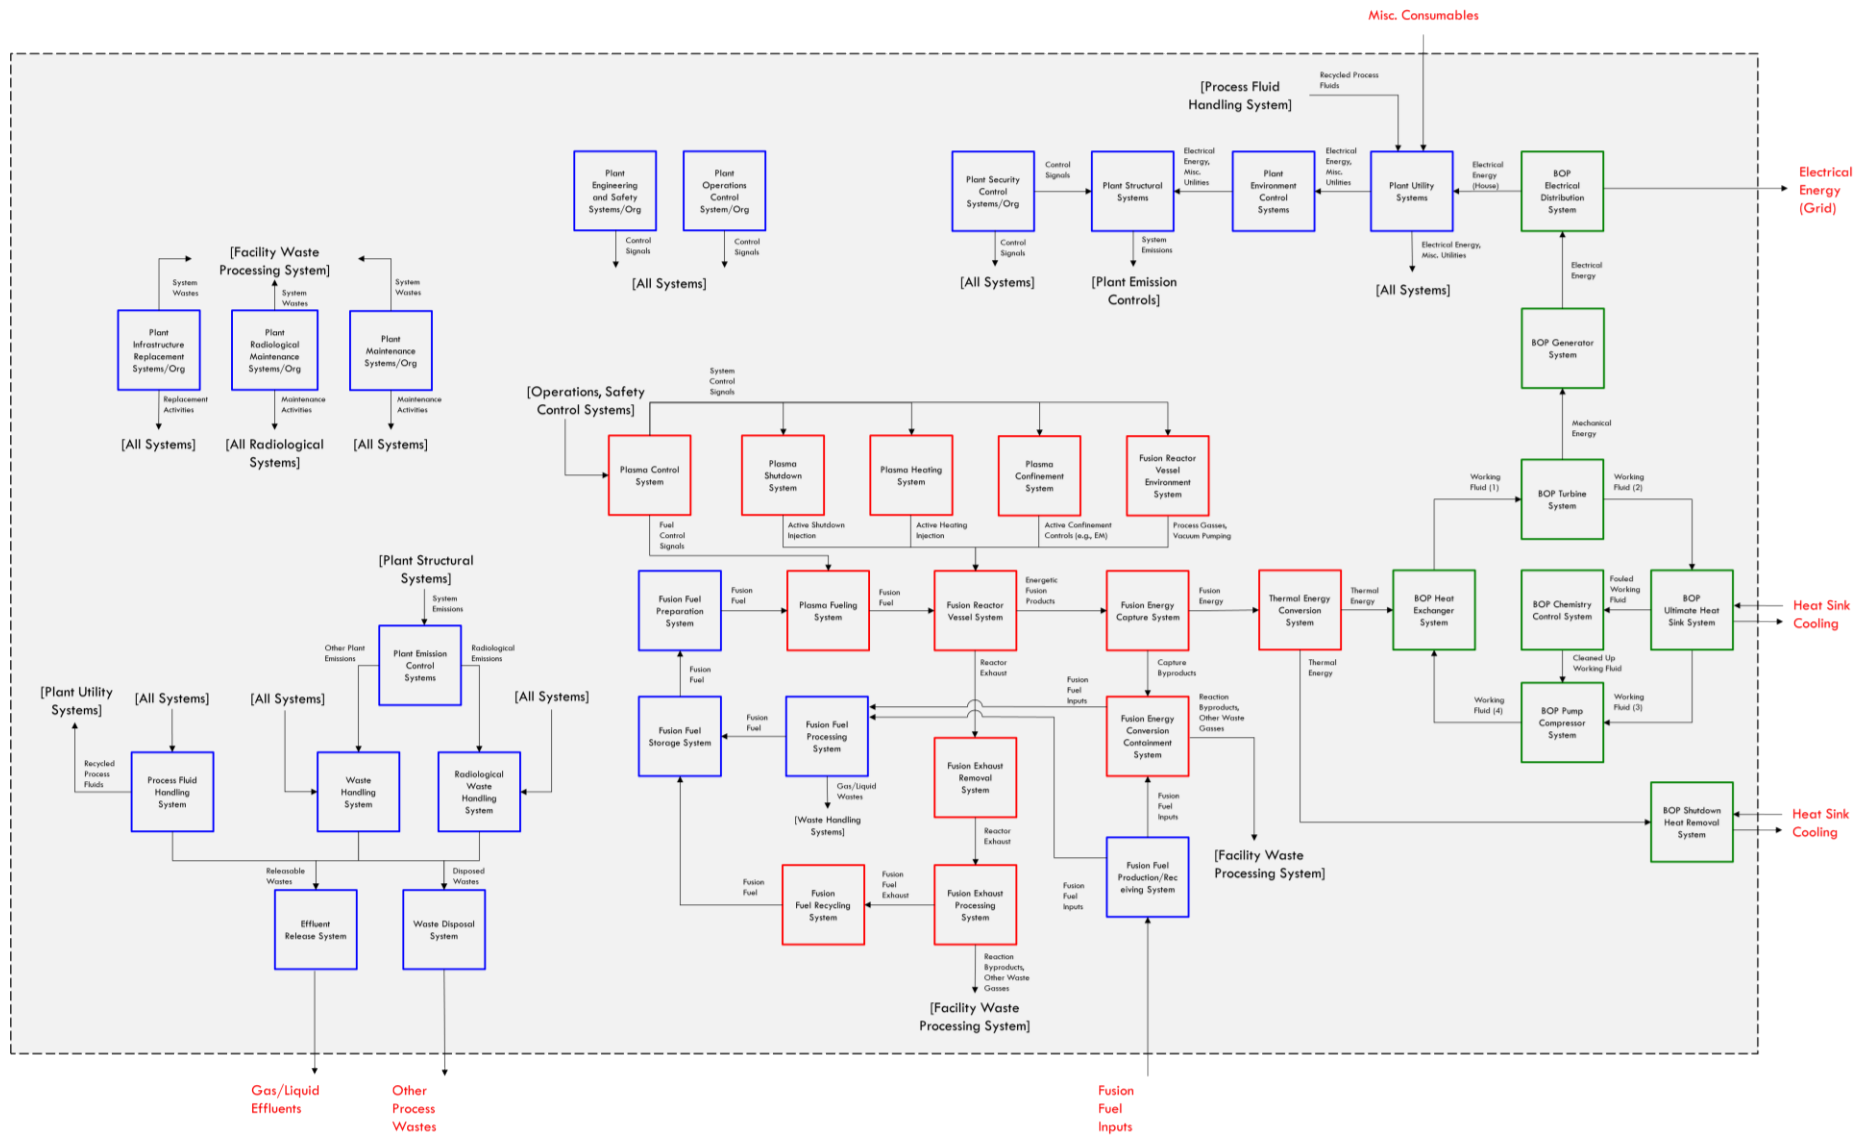 Misc. Consumables
[Process Fluid
Handling System]
Recycled Process
Fluids
Plant
Engineering
and Safety
Systems/Org
Plant
Operations
Control
System/Org
Plant Security
Control
Systems/Org
Control
Signals
Plant Structural
Systems
Electrical
Energy,
Misc.
Utilities
Plant
Environment
Control
Systems
Electrical
Energy,
Misc.
Utilities
Plant Utility
Systems
Electrical
Energy
(House)
BOP
Electrical
Distribution
System
Electrical
Energy
(Grid)
Control
Signals
Control
Signals
[All Systems]
Control
Signals
[All Systems]
System
Emissions
[Plant Emission
Controls]
Electrical Energy,
Misc. Utilities
[All Systems]
Electrical
Energy
[Facility Waste
Processing System]
System
Wastes
System
Wastes
System
Wastes
Plant
Infrastructure
Replacement
Systems/Org
Plant
Radiological
Maintenance
Systems/Org
Plant
Maintenance
Systems/Org
Replacement
Activities
Maintenance
Activities
Maintenance
Activities
[All Systems]
[All Radiological
Systems]
[All Systems]
BOP Generator
System
Mechanical
Energy
[Operations, Safety
Control Systems]
System
Control
Signals
Plasma Control
System
Plasma
Shutdown
System
Plasma Heating
System
Plasma
Confinement
System
Fusion Reactor
Vessel
Environment
System
Fuel
Control
Signals
Active Shutdown
Injection
Active Heating
Injection
Active Confinement
Controls (e.g., EM)
Process Gasses,
Vacuum Pumping
Working
Fluid (1)
BOP Turbine
System
Working
Fluid (2)
[Plant Structural
Systems]
System
Emissions
Other Plant
Emissions
Plant Emission
Control
Systems
Radiological
Emissions
Fusion Fuel
Preparation
System
Fusion
Fuel
Plasma Fueling
System
Fusion
Fuel
Fusion Reactor
Vessel System
Energetic
Fusion
Products
Fusion Energy
Capture System
Fusion
Energy
Thermal Energy
Conversion
System
Thermal
Energy
BOP Heat
Exchanger
System
BOP Chemistry
Control System
Fouled
Working
Fluid
BOP
Ultimate Heat
Sink System
Heat Sink
Cooling
Fusion
Fuel
Reactor
Exhaust
Capture
Byproducts
Thermal
Energy
Cleaned Up
Working Fluid
[Plant Utility
Systems]
[All Systems]
[All Systems]
[All Systems]
Recycled
Process
Fluids
Process Fluid
Handling
System
Waste
Handling
System
Radiological
Waste
Handling
System
Fusion Fuel
Storage System
Fusion
Fuel
Fusion Fuel
Processing
System
Fusion
Fuel
Inputs
Fusion Energy
Conversion
Containment
System
Reaction
Byproducts,
Other Waste
Gasses
Working
Fluid (4)
BOP Pump
Compressor
System
Working
Fluid (3)
Gas/Liquid
Wastes
[Waste Handling
Systems]
Fusion Exhaust
Removal
System
Fusion
Fuel
Inputs
BOP Shutdown
Heat Removal
System
Heat Sink
Cooling
Reactor
Exhaust
[Facility Waste
Processing System]
Releasable
Wastes
Disposed
Wastes
Effluent
Release System
Waste Disposal
System
Fusion
Fuel
Fusion
Fuel Recycling
System
Fusion
Fuel
Exhaust
Fusion Exhaust
Processing
System
Fusion
Fuel
Inputs
Fusion Fuel
Production/Rec
eiving System
Reaction
Byproducts,
Other Waste
Gasses
[Facility Waste
Processing System]
Gas/Liquid
Effluents
Other
Process
Wastes
Fusion
Fuel
Inputs